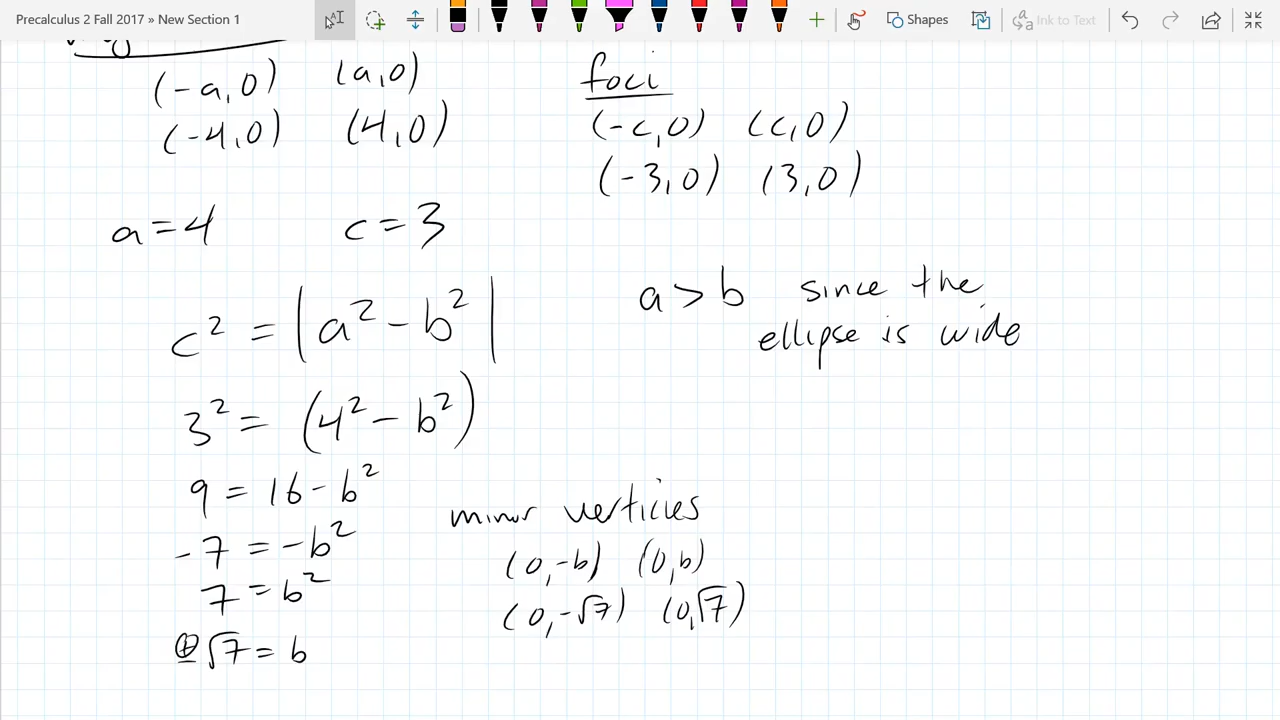 Precalculus 2 Fall 2017 » New Section 1
Shapes
Ink to Text
(-a,0) (a,0)
(-4,0) (4,0)
foci
(-c,0) (c,0)
(-3,0) (3,0)
a=4 c=3
a>b since the
ellipse is wide
c² = |a² - b²|
3² = (4² - b²)
9 = 16 - b²
-7 = -b²
7 = b²
±√7 = b
minor verticies
(0,-b) (0,b)
(0,-√7) (0,√7)